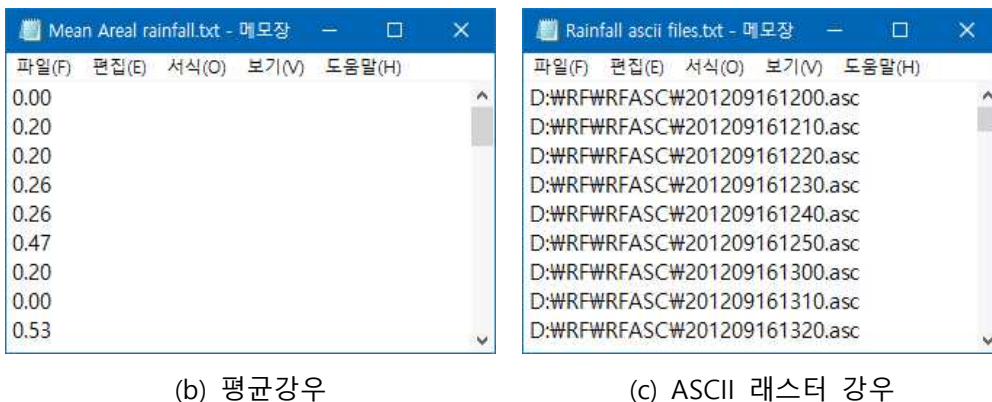 Mean Areal rainfall.txt - 메모장
파일(F) 편집(E) 서식(O) 보기(V) 도움말(H)
0.00
0.20
0.20
0.26
0.26
0.47
0.20
0.00
0.53
(b) 평균강우
Rainfall ascii files.txt - 메모장
파일(F) 편집(E) 서식(O) 보기(V) 도움말(H)
D:₩RF₩RFASC₩201209161200.asc
D:₩RF₩RFASC₩201209161210.asc
D:₩RF₩RFASC₩201209161220.asc
D:₩RF₩RFASC₩201209161230.asc
D:₩RF₩RFASC₩201209161240.asc
D:₩RF₩RFASC₩201209161250.asc
D:₩RF₩RFASC₩201209161300.asc
D:₩RF₩RFASC₩201209161310.asc
D:₩RF₩RFASC₩201209161320.asc
(c) ASCII 래스터 강우